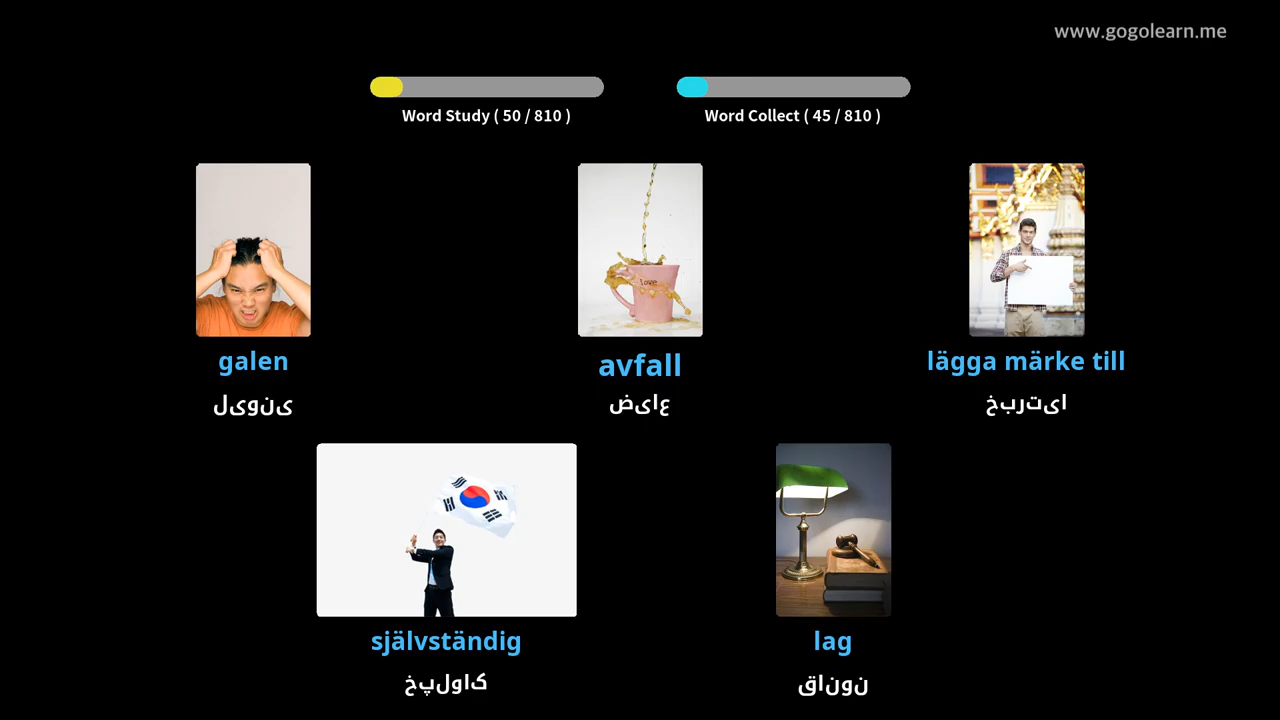 www.gogolearn.me
Word Study ( 50 / 810 )
Word Collect ( 45 / 810 )
galen
لیونی
avfall
ضیاع
lägga märke till
خبرتیا
självständig
خپلواک
lag
قانون